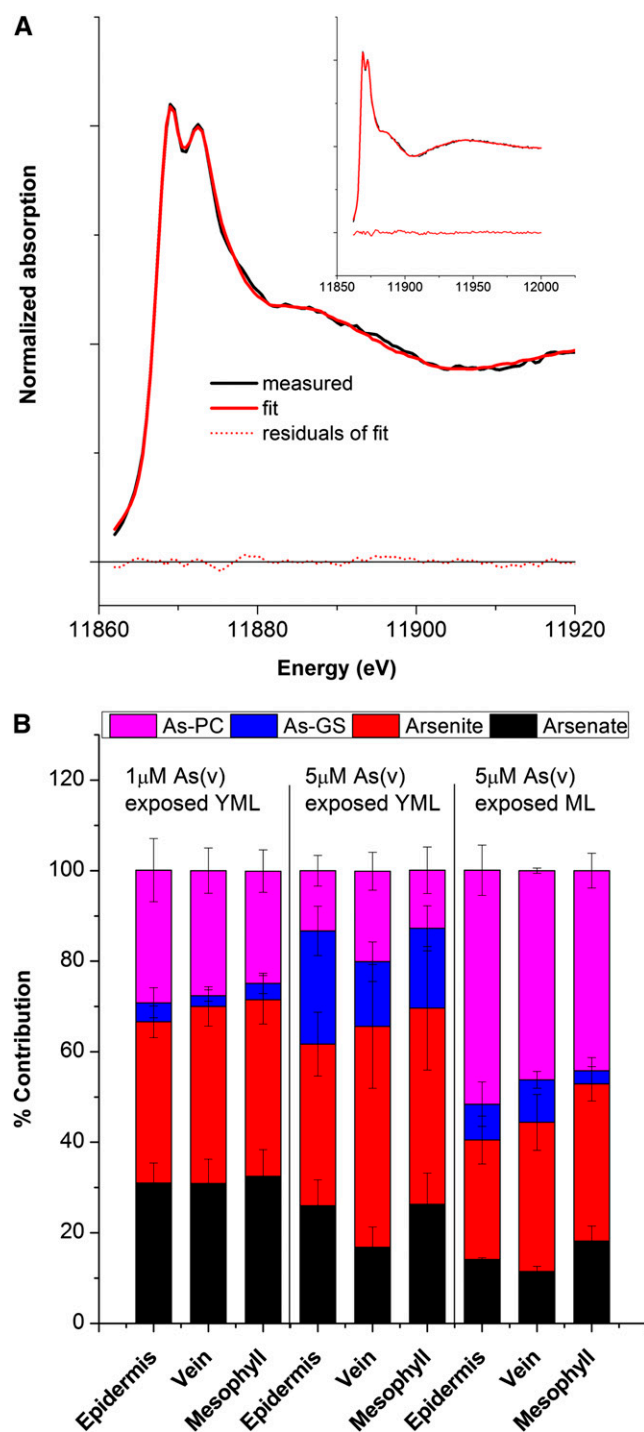 A
Normalized absorption
11850 11900 11950 12000
measured
fit
residuals of fit
11860 11880 11900 11920
Energy (eV)
B
As-PC As-GS Arsenite Arsenate
1μM As(v)
exposed YML
5μM As(v)
exposed YML
5μM As(v)
exposed ML
% Contribution
120
100
80
60
40
20
0
Epidermis
Vein
Mesophyll
Epidermis
Vein
Mesophyll
Epidermis
Vein
Mesophyll